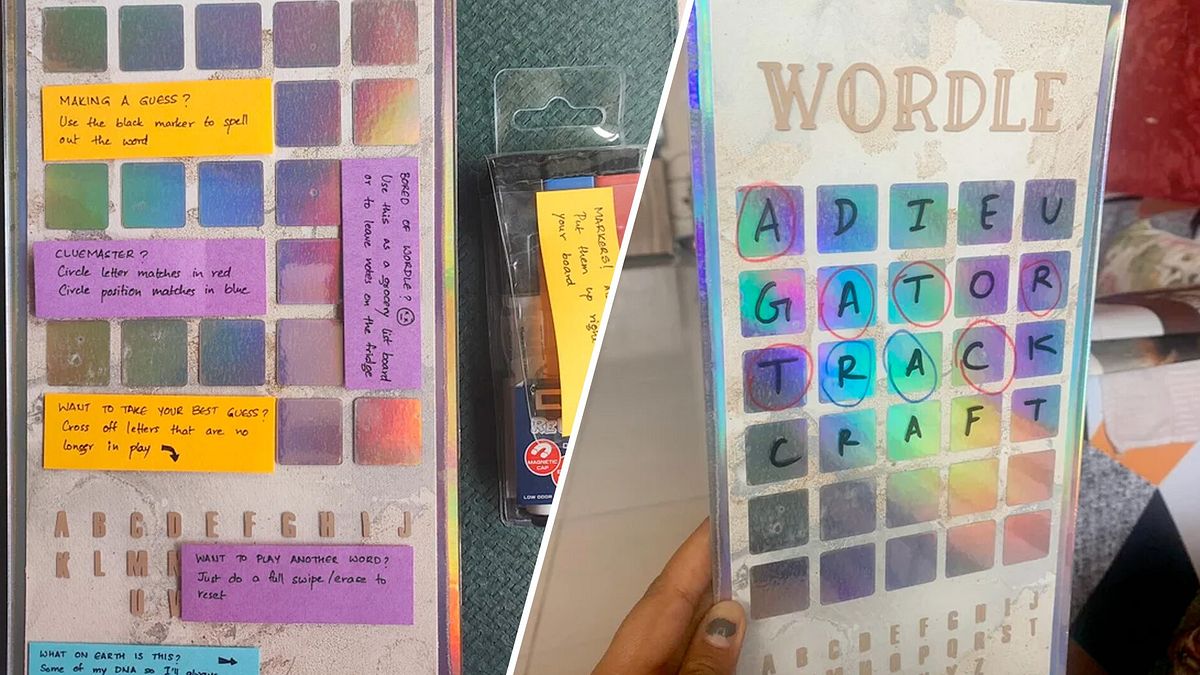 MAKING A GUESS?
Use the black marker to spell
out the word
BORED OF WORDLE?
Use this as a grocery list board
or to leave notes on the fridge
CLUEMASTER?
Circle letter matches in red
Circle position matches in blue
WANT TO TAKE YOUR BEST GUESS?
Cross off letters that are no
longer in play
A B C D E F G H I J
K L M N
U V
WANT TO PLAY ANOTHER WORD?
Just do a full swipe/erase to
reset
WHAT ON EARTH IS THIS?
Some of my DNA so I'll always
MARKERS!
Put them up right
your board
RE
MAGNETIC
CAP
LOW ODOR
WORDLE
A D I E U
G A T O R
T R A C K
C R A F T
A B C D E F G H I J
M N O P Q R S T
Y Z